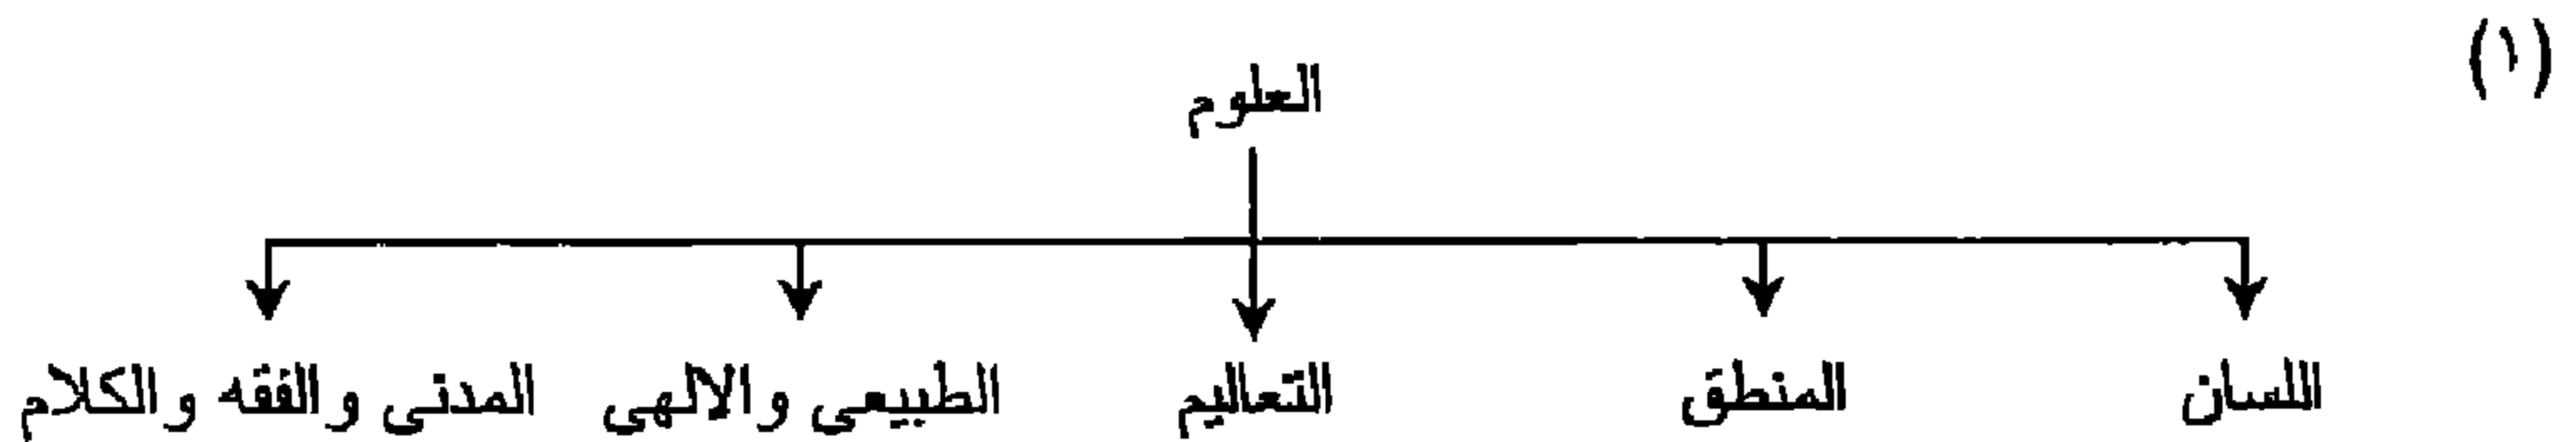 (١)
العلوم
اللسان المنطق التعاليم الطبيعى والالهى المدنى والفقه والكلام